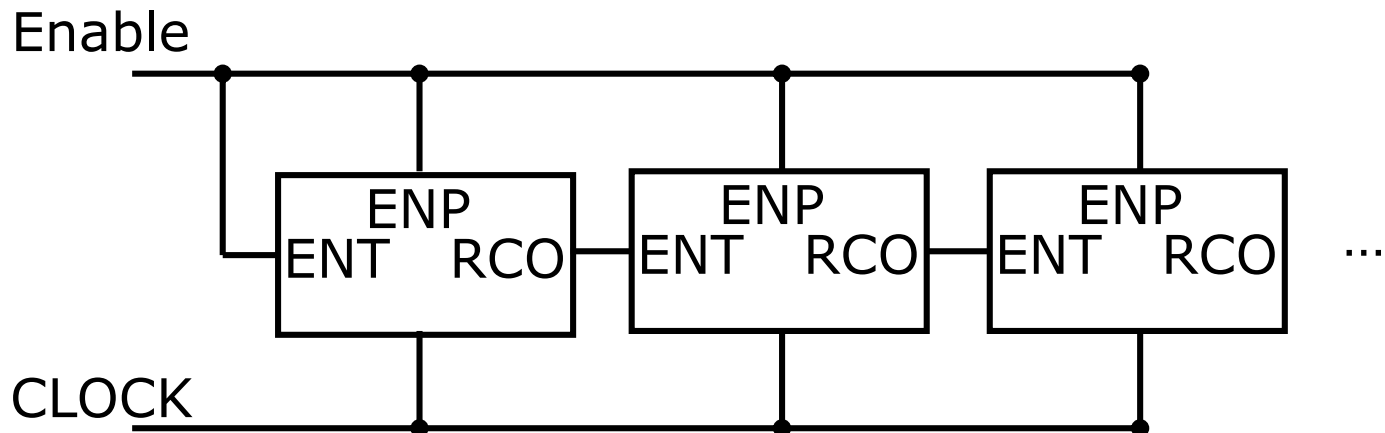 Enable
ENP
ENT RCO
ENP
ENT RCO
ENP
ENT RCO
...
CLOCK